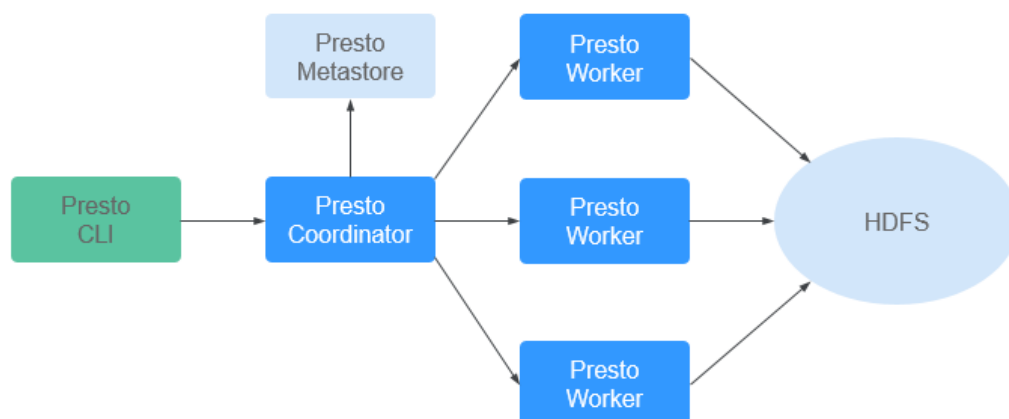 Presto
Metastore
Presto
Worker
Presto
CLI
Presto
Coordinator
Presto
Worker
HDFS
Presto
Worker